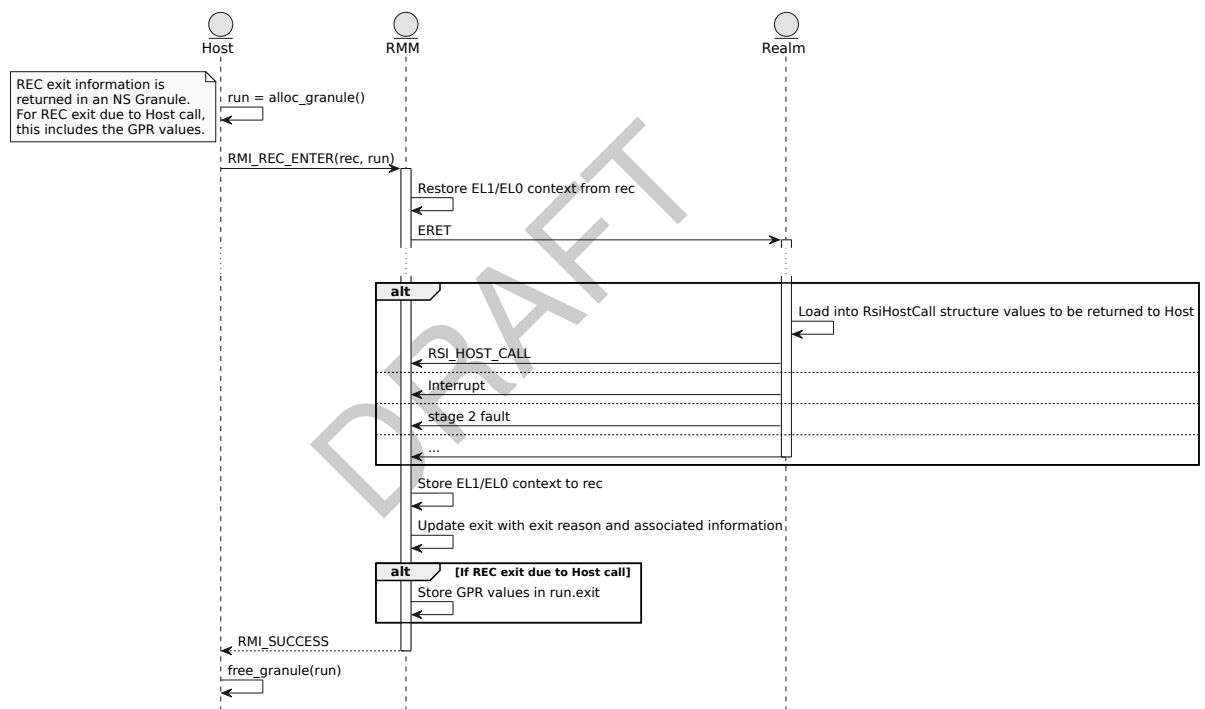 Host
RMM
Realm
REC exit information is
returned in an NS Granule.
For REC exit due to Host call,
this includes the GPR values.
run = alloc_granule()
RMI_REC_ENTER(rec, run)
Restore EL1/EL0 context from rec
ERET
alt
Load into RsiHostCall structure values to be returned to Host
RSI_HOST_CALL
Interrupt
stage 2 fault
...
Store EL1/EL0 context to rec
Update exit with exit reason and associated information
alt [If REC exit due to Host call]
Store GPR values in run.exit
RMI_SUCCESS
free_granule(run)
DRAFT